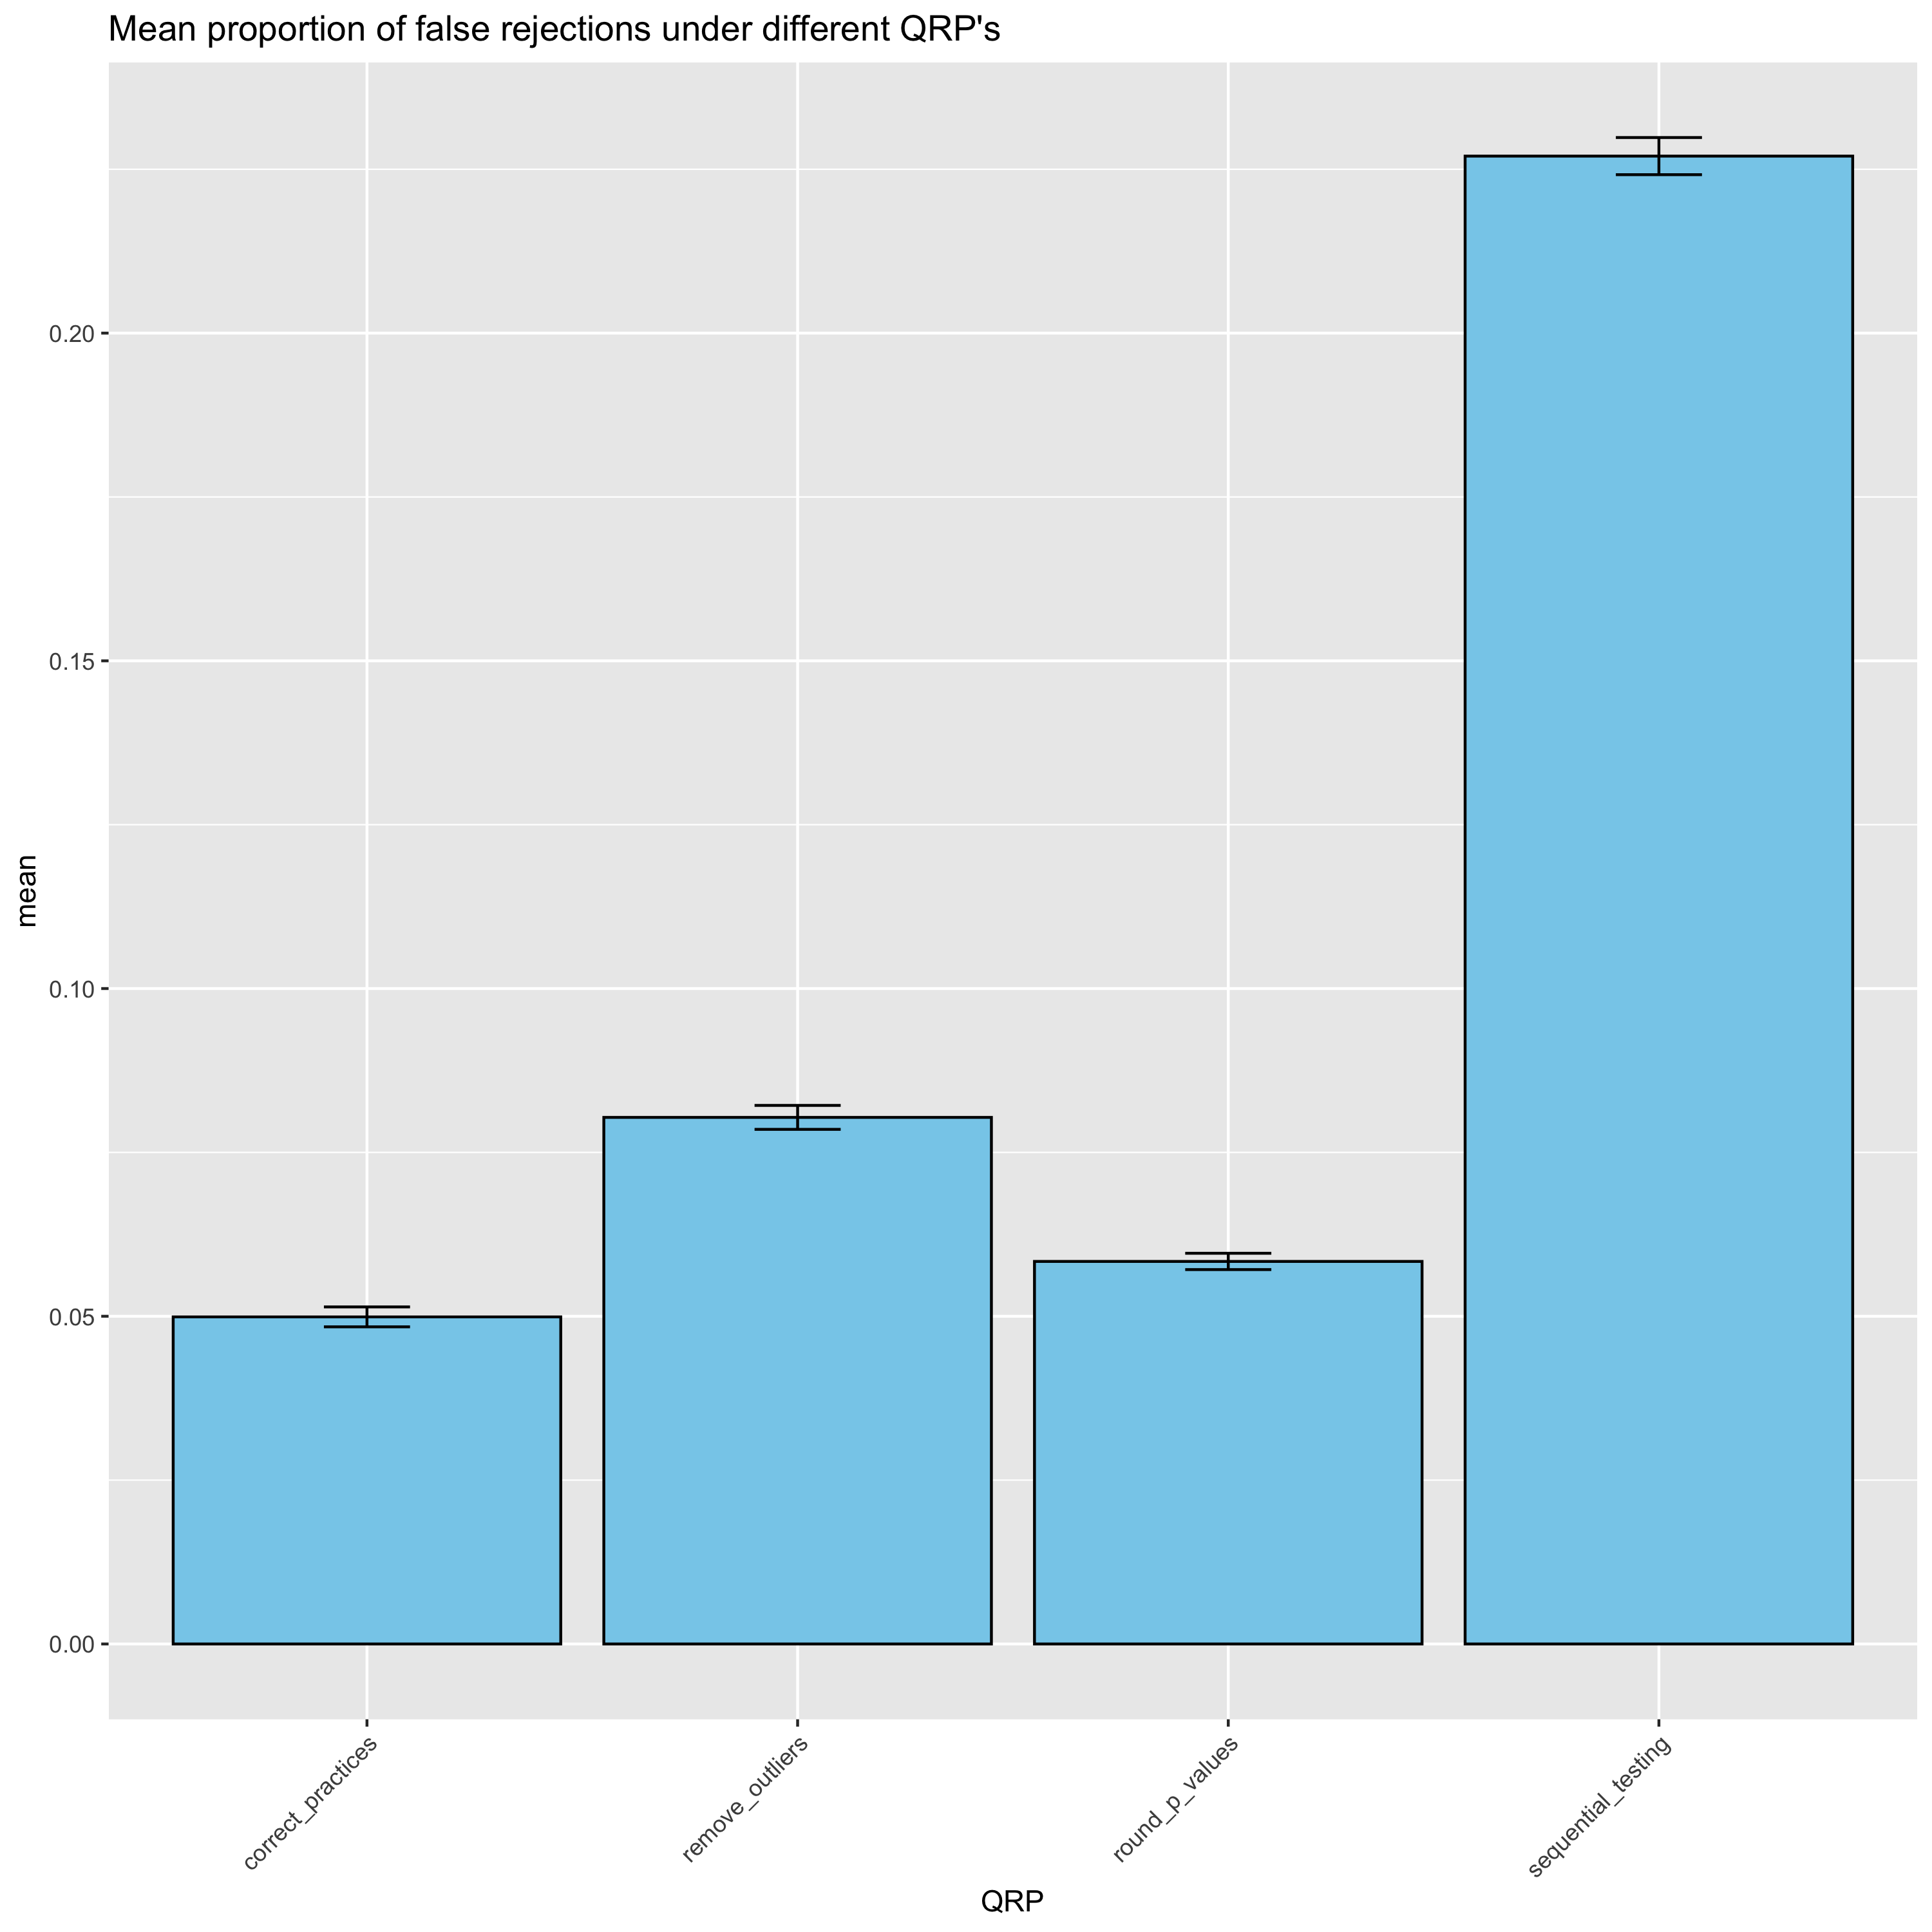 Mean proportion of false rejections under different QRP's
mean
0.20
0.15
0.10
0.05
0.00
correct_practices
remove_outliers
round_p_values
sequential_testing
QRP